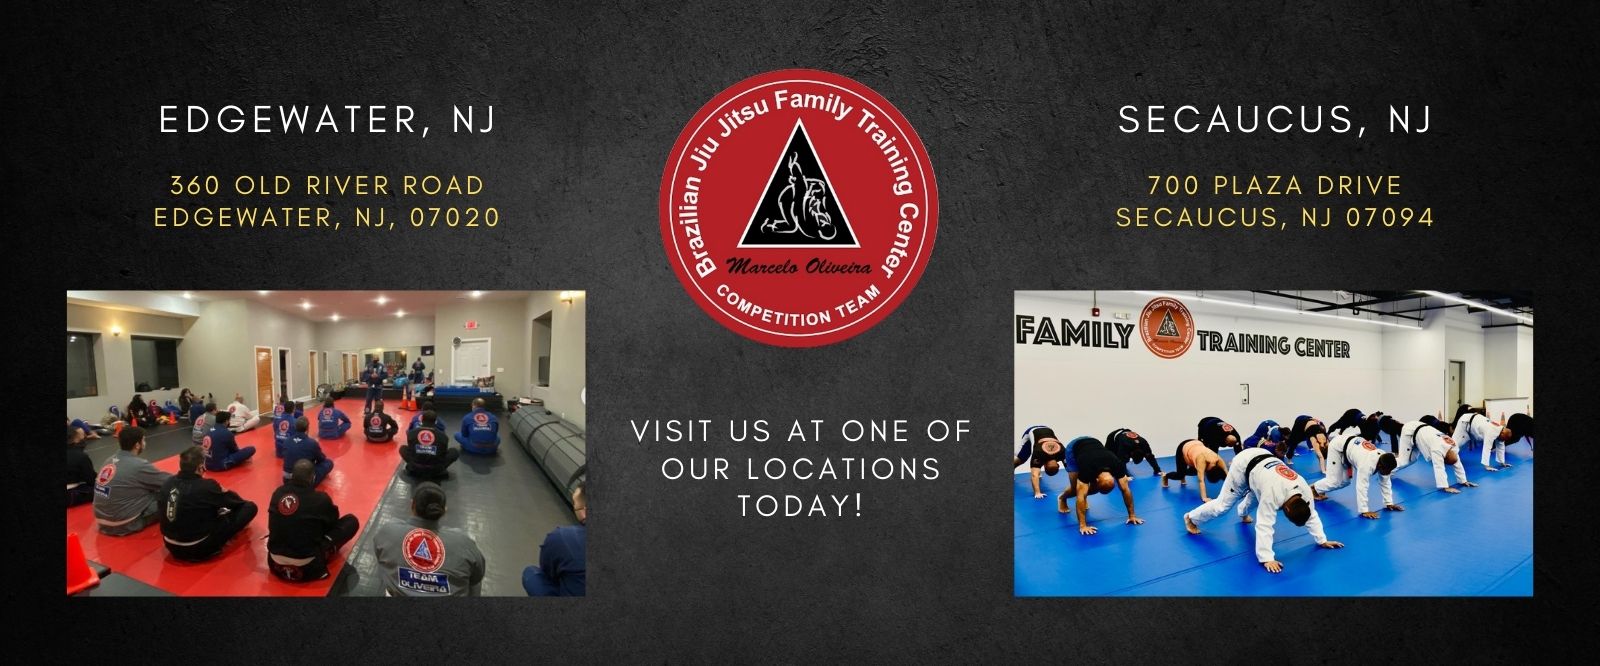 EDGEWATER, NJ
360 OLD RIVER ROAD
EDGEWATER, NJ, 07020
Brazilian Jiu Jitsu Family Training Center
Marcelo Oliveira
COMPETITION TEAM
VISIT US AT ONE OF
OUR LOCATIONS
TODAY!
SECAUCUS, NJ
700 PLAZA DRIVE
SECAUCUS, NJ 07094
TEAM
OLIVEIRA
FAMILY
TRAINING CENTER